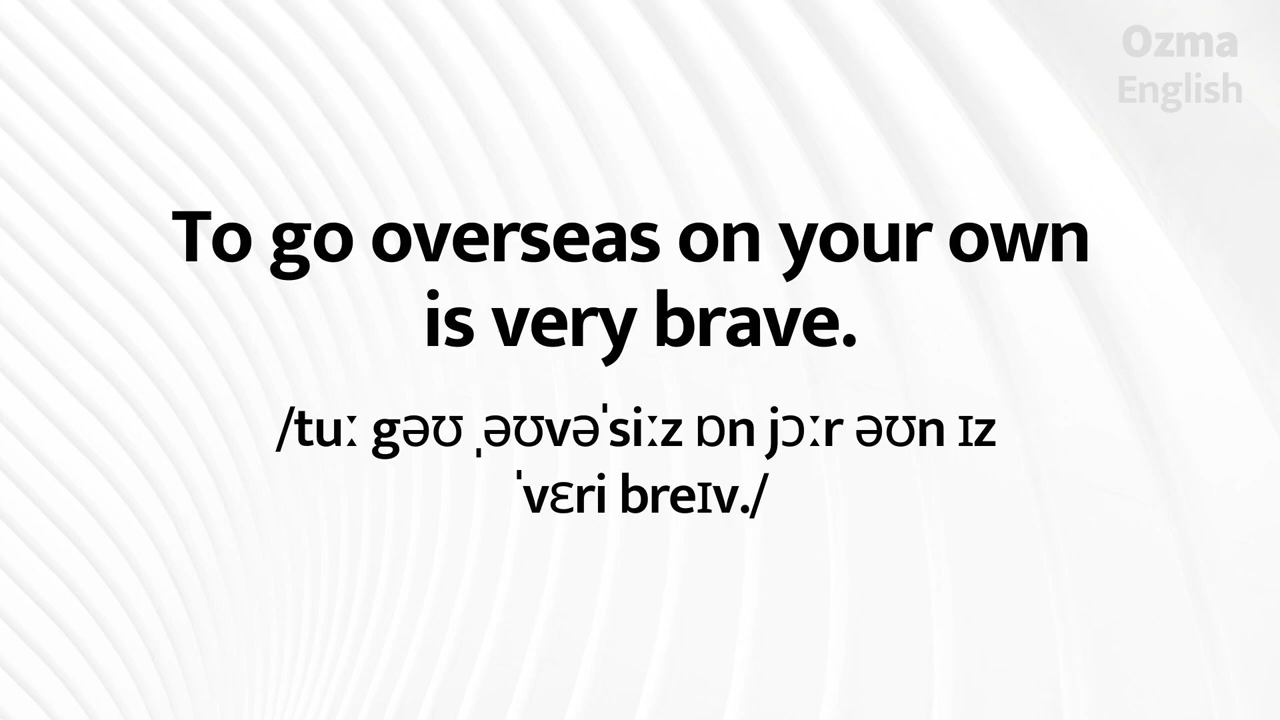 Ozma
English
To go overseas on your own
is very brave.
/tuː gəʊ ˌəʊvəˈsiːz ɒn jɔːr əʊn ɪz
ˈvɛri breɪv./